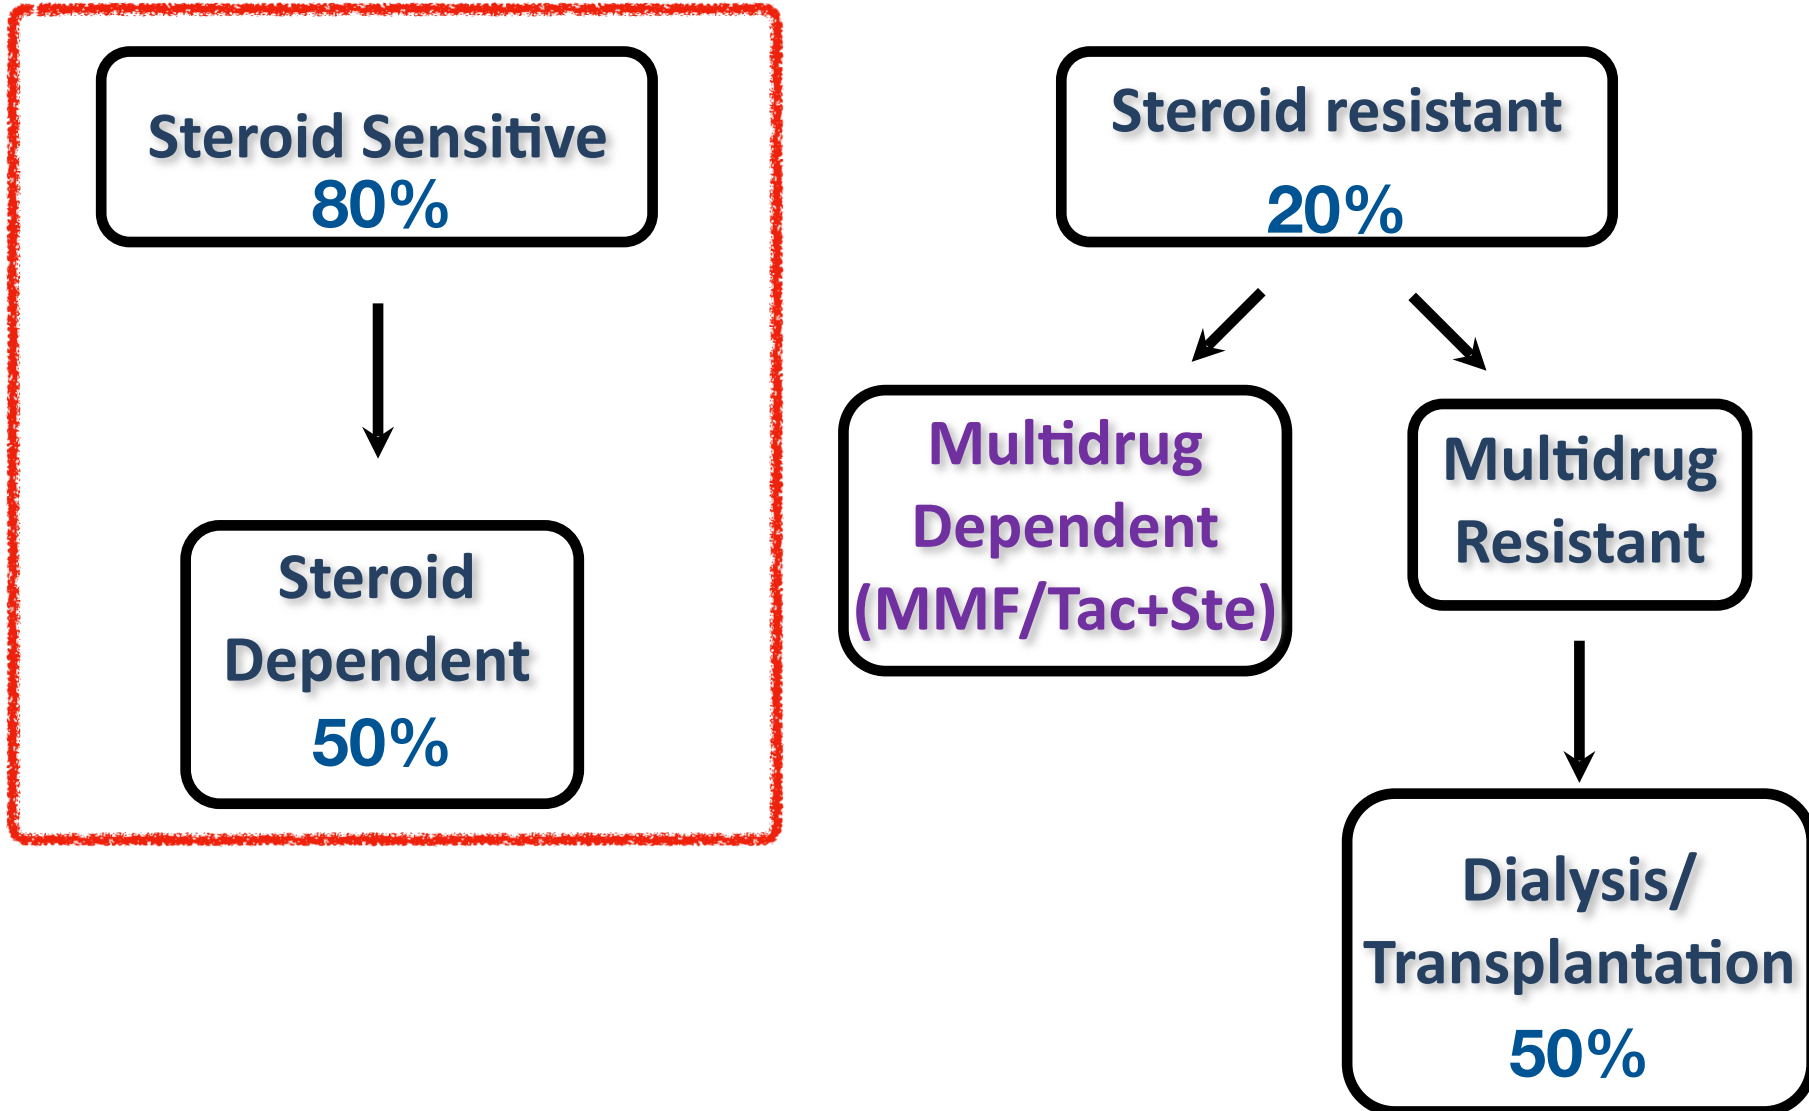 Steroid Sensitive
80%
Steroid
Dependent
50%
Steroid resistant
20%
Multidrug
Dependent
(MMF/Tac+Ste)
Multidrug
Resistant
Dialysis/
Transplantation
50%